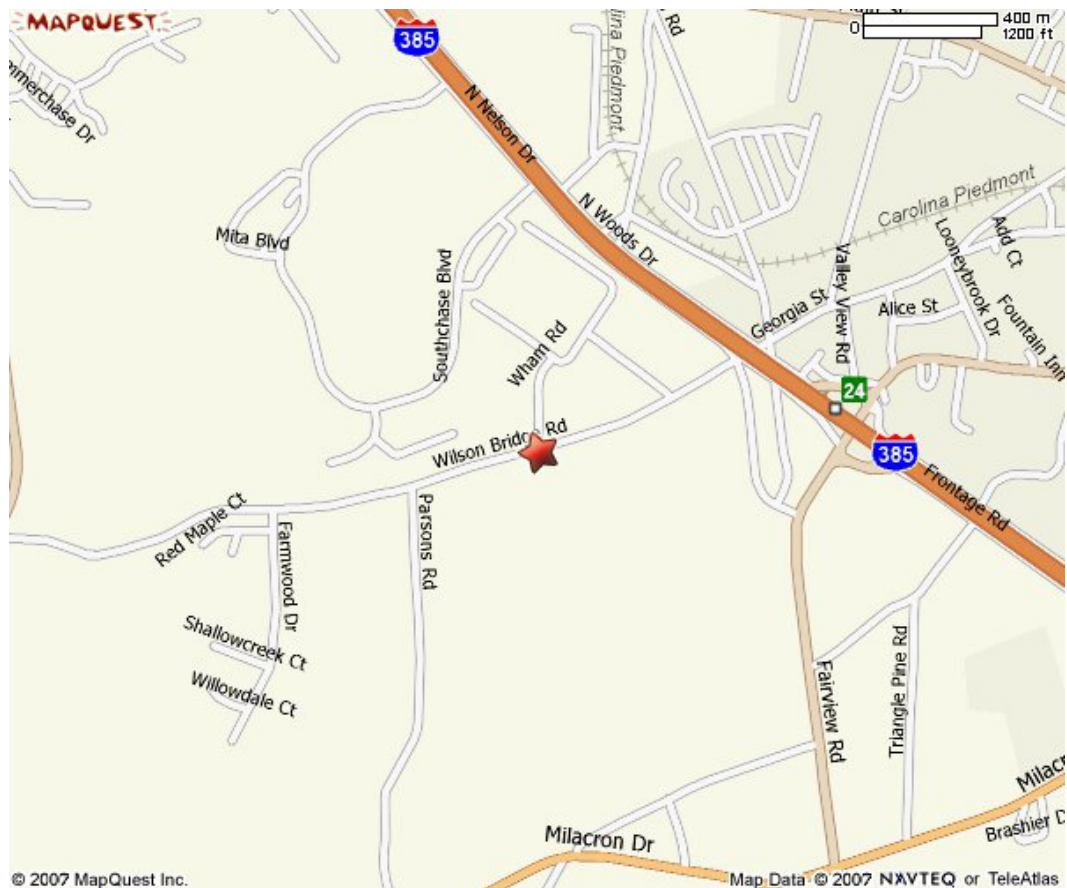 MAPQUEST
385
400 m
0
1200 ft
Rd
N Nelson Dr
Carolina Piedmont
N Woods Dr
Mita Blvd
Southchase Blvd
Valley View Rd
Looneybrook Dr
Add Ct
Georgia St
Alice St
Fountain Inn
Wham Rd
24
Wilson Bridge Rd
385
Frontage Rd
Red Maple Ct
Farmwood Dr
Parsons Rd
Shallowcreek Ct
Willowdale Ct
Fairview Rd
Triangle Pine Rd
Milacron Dr
Brashier
© 2007 MapQuest Inc.
Map Data © 2007 NAVTEQ or TeleAtlas